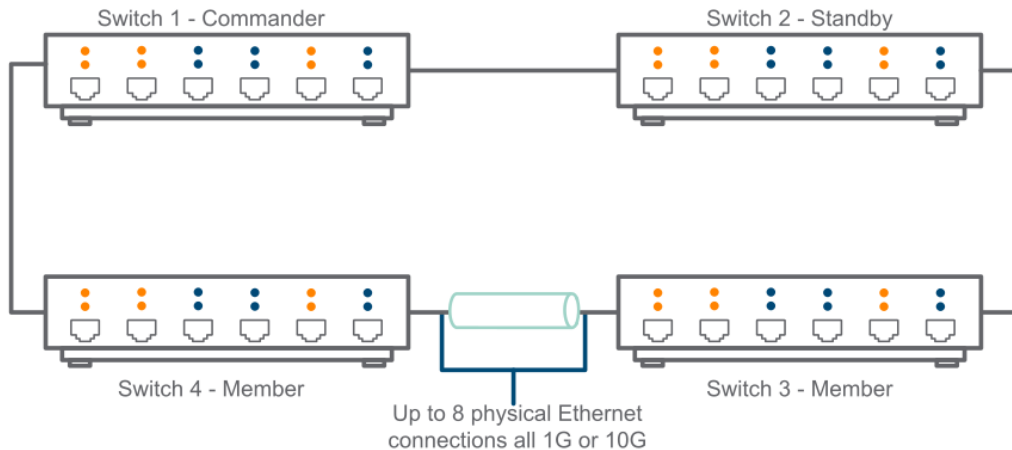 Switch 1 - Commander
Switch 2 - Standby
Switch 4 - Member
Switch 3 - Member
Up to 8 physical Ethernet
connections all 1G or 10G